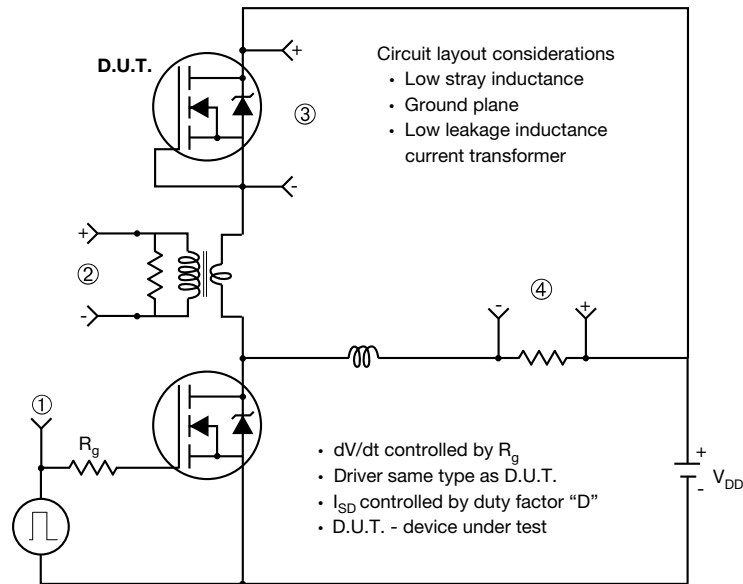 D.U.T.
+
Circuit layout considerations
• Low stray inductance
• Ground plane
• Low leakage inductance
current transformer
③
-
+
②
-
④
-
+
①
R_g
• dV/dt controlled by R_g
• Driver same type as D.U.T.
• I_SD controlled by duty factor “D”
• D.U.T. - device under test
+
V_DD
-